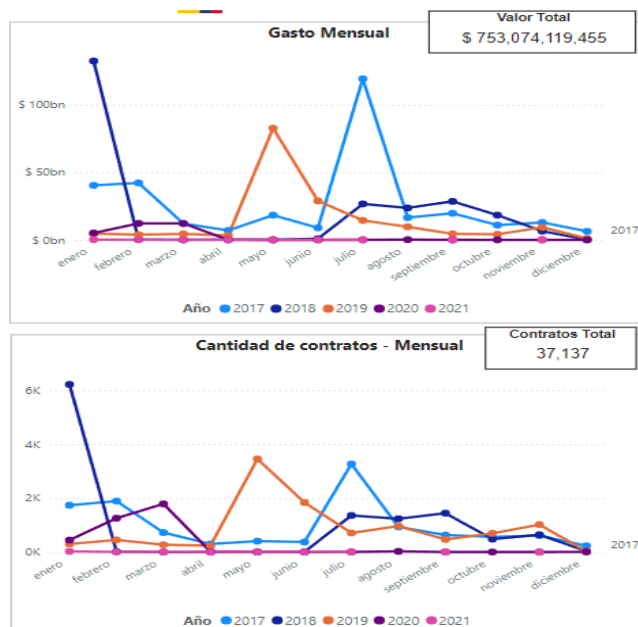 Valor Total
$ 753,074,119,455
Gasto Mensual
$ 100bn
$ 50bn
$ 0bn
enero febrero marzo abril mayo junio julio agosto septiembre octubre noviembre diciembre
2017
Año 2017 2018 2019 2020 2021
Contratos Total
37,137
Cantidad de contratos - Mensual
6K
4K
2K
0K
enero febrero marzo abril mayo junio julio agosto septiembre octubre noviembre diciembre
2017
Año 2017 2018 2019 2020 2021